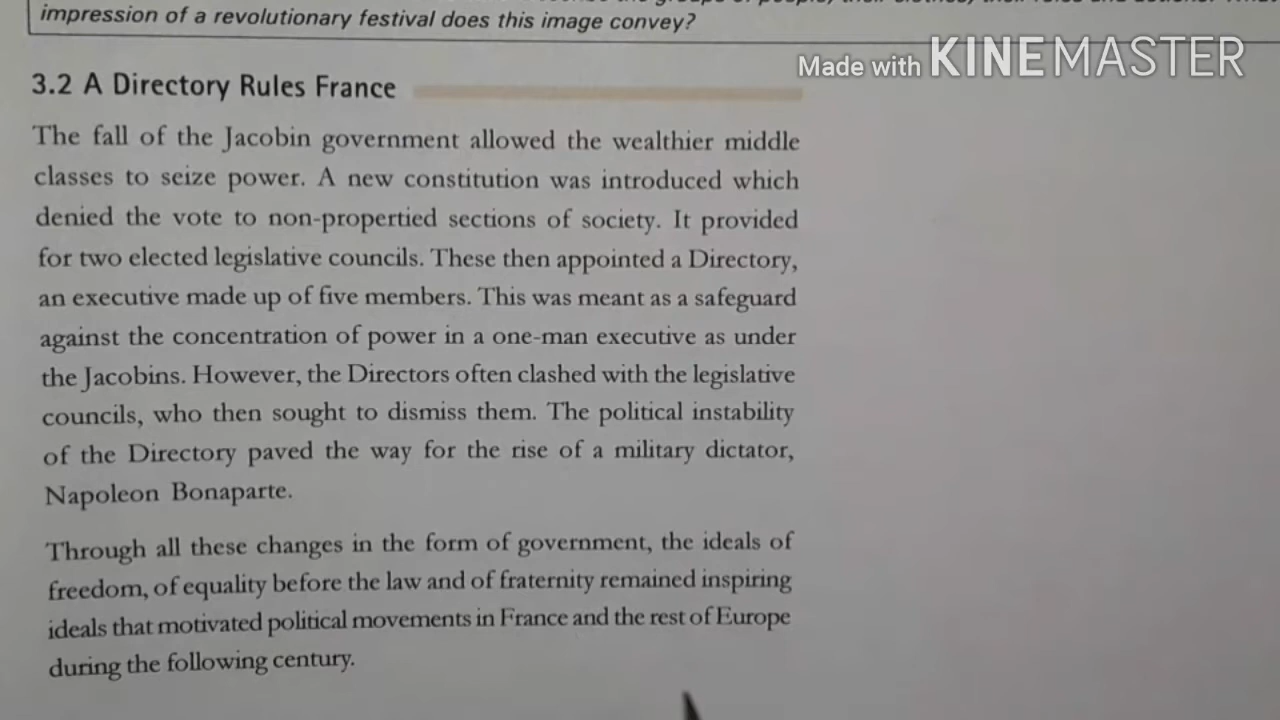 impression of a revolutionary festival does this image convey?
Made with KINEMASTER
3.2 A Directory Rules France
The fall of the Jacobin government allowed the wealthier middle
classes to seize power. A new constitution was introduced which
denied the vote to non-propertied sections of society. It provided
for two elected legislative councils. These then appointed a Directory,
an executive made up of five members. This was meant as a safeguard
against the concentration of power in a one-man executive as under
the Jacobins. However, the Directors often clashed with the legislative
councils, who then sought to dismiss them. The political instability
of the Directory paved the way for the rise of a military dictator,
Napoleon Bonaparte.
Through all these changes in the form of government, the ideals of
freedom, of equality before the law and of fraternity remained inspiring
ideals that motivated political movements in France and the rest of Europe
during the following century.